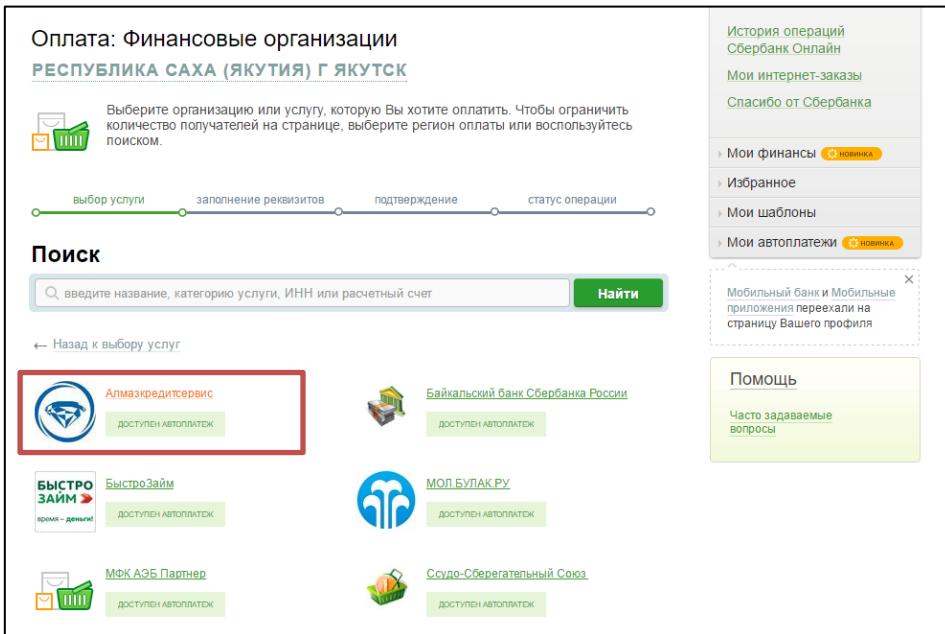 Оплата: Финансовые организации
РЕСПУБЛИКА САХА (ЯКУТИЯ) Г ЯКУТСК
Выберите организацию или услугу, которую Вы хотите оплатить. Чтобы ограничить
количество получателей на странице, выберите регион оплаты или воспользуйтесь
поиском.
выбор услуги
заполнение реквизитов
подтверждение
статус операции
Поиск
введите название, категорию услуги, ИНН или расчетный счет
Найти
← Назад к выбору услуг
Алмазкредитсервис
ДОСТУПЕН АВТОПЛАТЕЖ
Байкальский банк Сбербанка России
ДОСТУПЕН АВТОПЛАТЕЖ
БЫСТРО
ЗАЙМ
время – деньги!
БыстроЗайм
ДОСТУПЕН АВТОПЛАТЕЖ
МОЛ.БУЛАК.РУ
ДОСТУПЕН АВТОПЛАТЕЖ
МФК АЭБ Партнер
ДОСТУПЕН АВТОПЛАТЕЖ
Ссудо-Сберегательный Союз
ДОСТУПЕН АВТОПЛАТЕЖ
История операций
Сбербанк Онлайн
Мои интернет-заказы
Спасибо от Сбербанка
Мои финансы НОВИНКА
Избранное
Мои шаблоны
Мои автоплатежи НОВИНКА
Мобильный банк и Мобильные
приложения переехали на
страницу Вашего профиля
Помощь
Часто задаваемые
вопросы